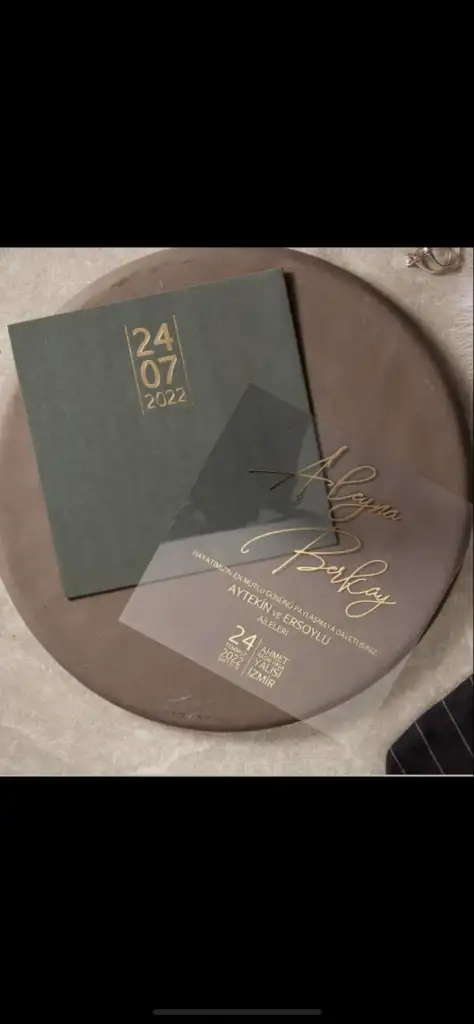 24
07
2022
Aleyna
Berkay
HAYATIMIZIN EN MUTLU GÜNÜNÜ PAYLAŞMAYA DAVETLİSİNİZ
AYTEKİN VE ERSOYLU
AİLELERİ
24
TEMMUZ
2022
AHMET
YALISI
İZMİR